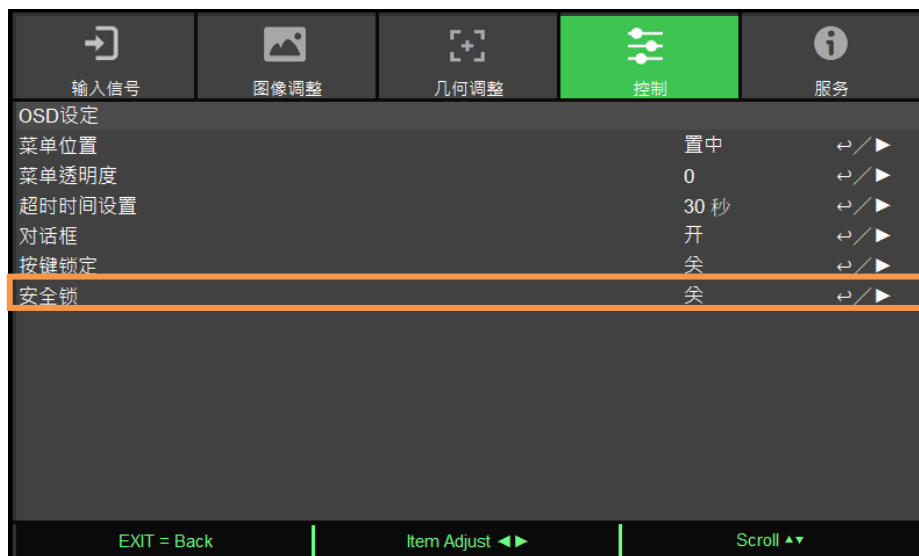 输入信号 图像调整 几何调整 控制 服务
OSD设定
菜单位置 置中 ↩／▶
菜单透明度 0 ↩／▶
超时时间设置 30 秒 ↩／▶
对话框 开 ↩／▶
按键锁定 关 ↩／▶
安全锁 关 ↩／▶
EXIT = Back Item Adjust ◀▶ Scroll ▲▼